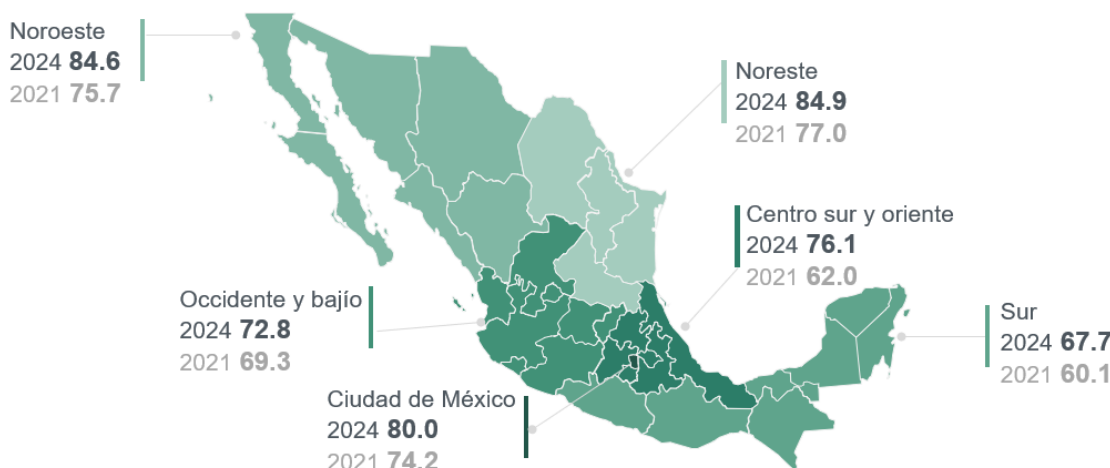 Noroeste
2024 84.6
2021 75.7
Noreste
2024 84.9
2021 77.0
Centro sur y oriente
2024 76.1
2021 62.0
Occidente y bajío
2024 72.8
2021 69.3
Sur
2024 67.7
2021 60.1
Ciudad de México
2024 80.0
2021 74.2